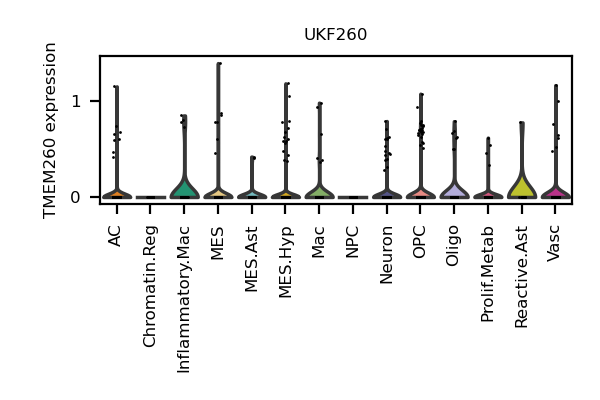 UKF260
TMEM260 expression
1
0
AC
Chromatin.Reg
Inflammatory.Mac
MES
MES.Ast
MES.Hyp
Mac
NPC
Neuron
OPC
Oligo
Prolif.Metab
Reactive.Ast
Vasc